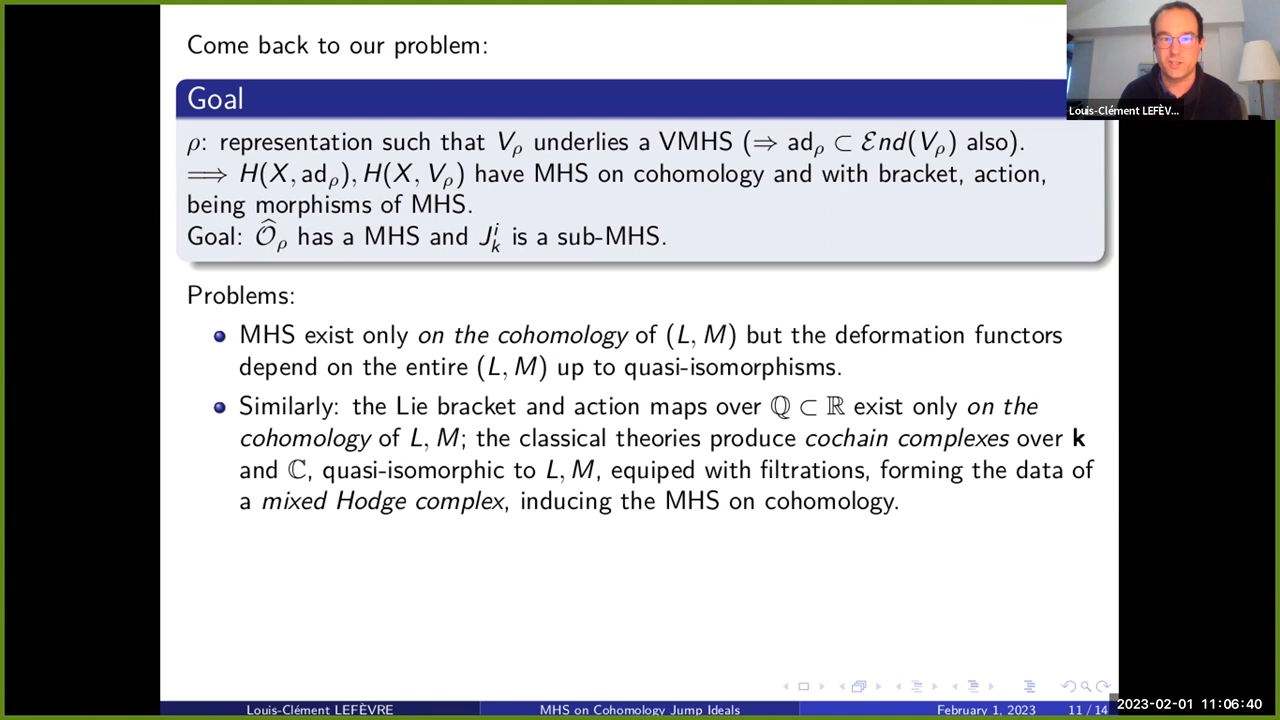 Come back to our problem:
Goal
ρ: representation such that V_ρ underlies a VMHS (⇒ ad_ρ ⊂ ℰnd(V_ρ) also).
⟹ H(X, ad_ρ), H(X, V_ρ) have MHS on cohomology and with bracket, action,
being morphisms of MHS.
Goal: 𝒪̂_ρ has a MHS and J^i_k is a sub-MHS.
Problems:
MHS exist only on the cohomology of (L, M) but the deformation functors
depend on the entire (L, M) up to quasi-isomorphisms.
Similarly: the Lie bracket and action maps over ℚ ⊂ ℝ exist only on the
cohomology of L, M; the classical theories produce cochain complexes over k
and ℂ, quasi-isomorphic to L, M, equiped with filtrations, forming the data of
a mixed Hodge complex, inducing the MHS on cohomology.
Louis-Clément LEFÈV...
Louis-Clément LEFÈVRE MHS on Cohomology Jump Ideals February 1, 2023 11 / 14
2023-02-01 11:06:40